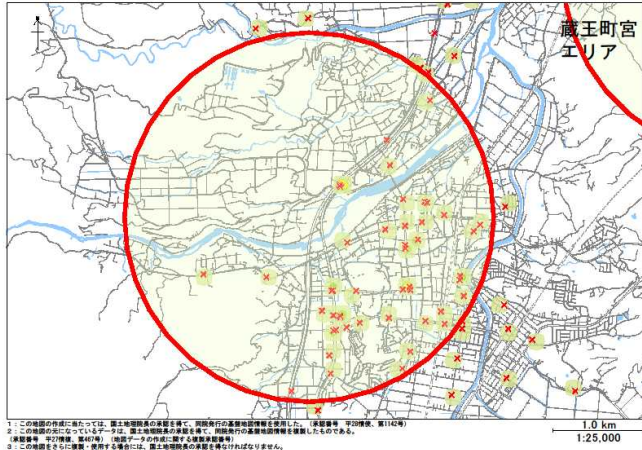 蔵王町宮
エリア
1：この地図の作成に当たっては、国土地理院長の承認を得て、同院発行の基盤地図情報を使用した。（承認番号 平28情使、第1142号）
2：この地図の元になっているデータは、国土地理院長の承認を得て、同院発行の基盤地図情報を複製したものである。
（承認番号 平27情複、第467号）（地図データの作成に関する複製承認番号）
3：この地図をさらに複製・使用する場合には、国土地理院長の承認を得なければなりません。
1.0 km
1:25,000